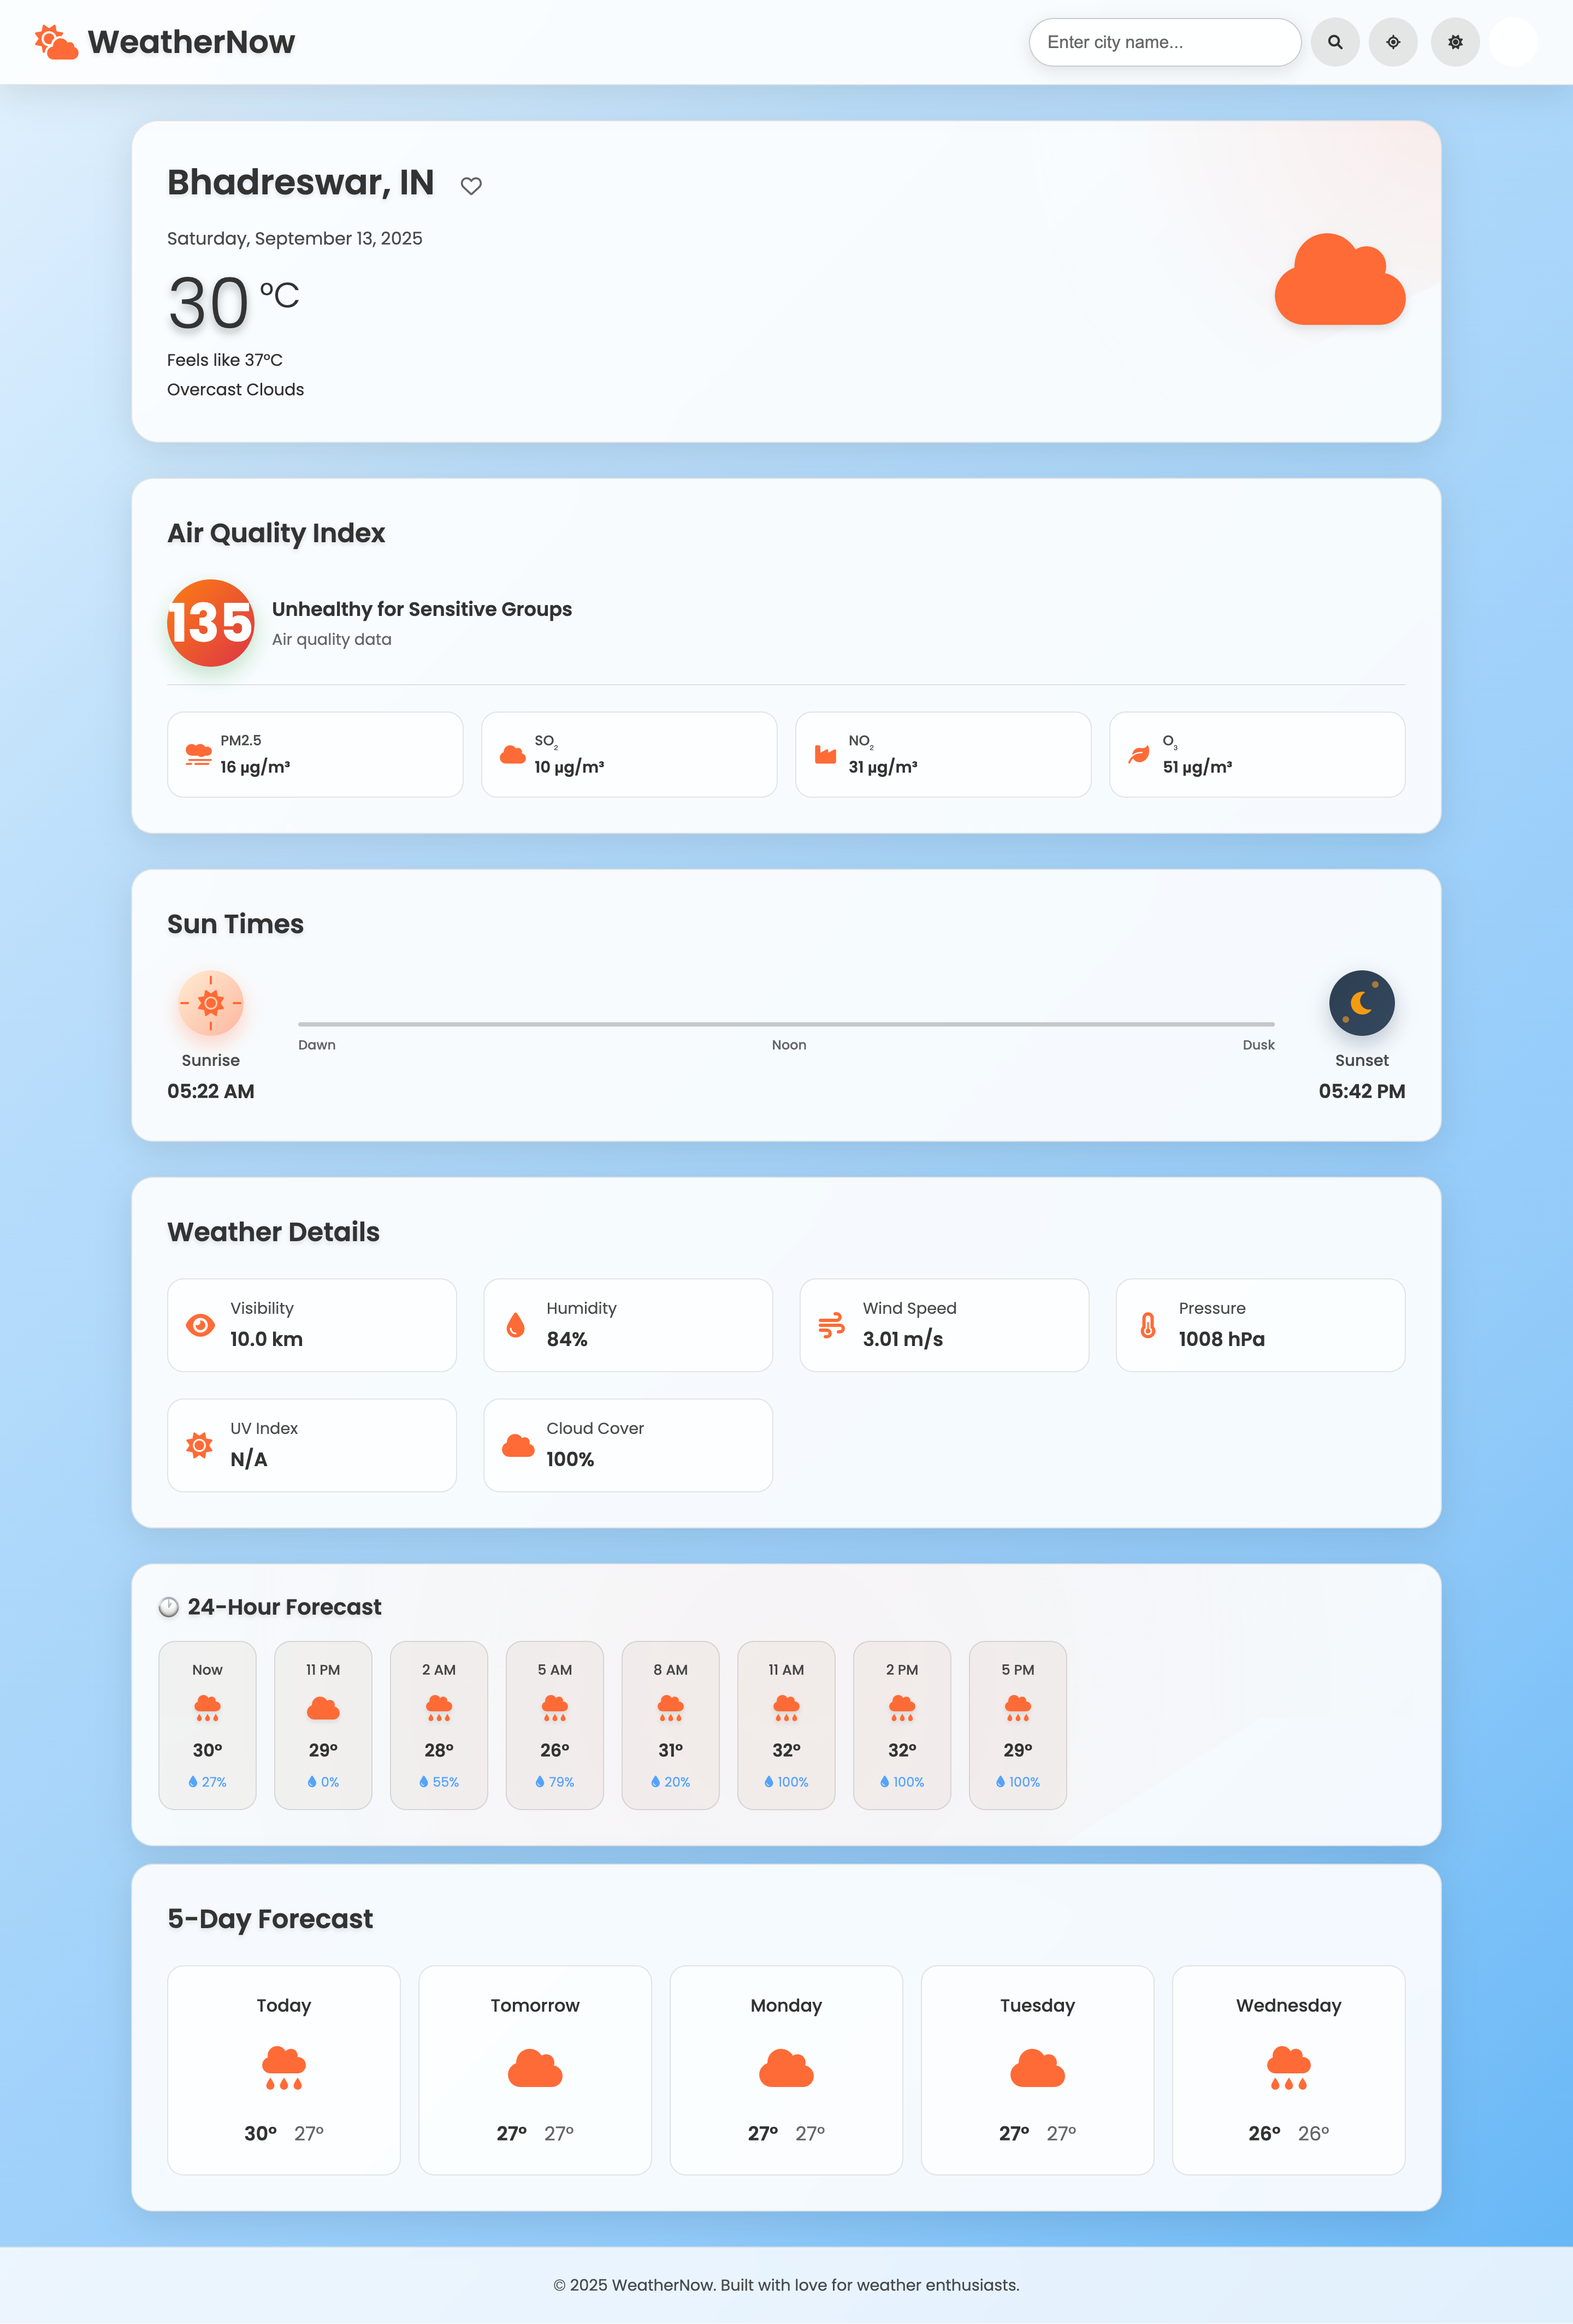 WeatherNow
Enter city name...
Bhadreswar, IN
Saturday, September 13, 2025
30 °C
Feels like 37°C
Overcast Clouds
Air Quality Index
135
Unhealthy for Sensitive Groups
Air quality data
PM2.5
16 µg/m³
SO₂
10 µg/m³
NO₂
31 µg/m³
O₃
51 µg/m³
Sun Times
Sunrise
05:22 AM
Dawn Noon Dusk
Sunset
05:42 PM
Weather Details
Visibility
10.0 km
Humidity
84%
Wind Speed
3.01 m/s
Pressure
1008 hPa
UV Index
N/A
Cloud Cover
100%
24-Hour Forecast
Now
30°
27%
11 PM
29°
0%
2 AM
28°
55%
5 AM
26°
79%
8 AM
31°
20%
11 AM
32°
100%
2 PM
32°
100%
5 PM
29°
100%
5-Day Forecast
Today
30° 27°
Tomorrow
27° 27°
Monday
27° 27°
Tuesday
27° 27°
Wednesday
26° 26°
© 2025 WeatherNow. Built with love for weather enthusiasts.